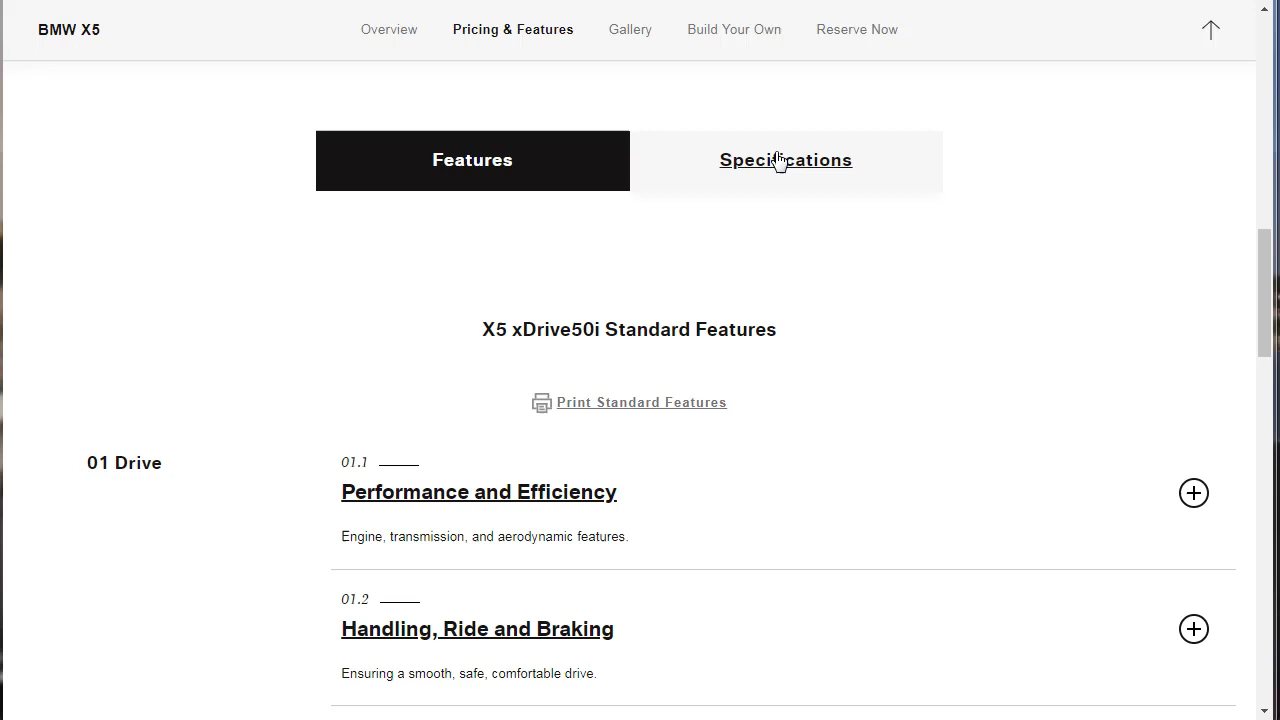 BMW X5
Overview
Pricing & Features
Gallery
Build Your Own
Reserve Now
Features
Specifications
X5 xDrive50i Standard Features
Print Standard Features
01 Drive
01.1
Performance and Efficiency
Engine, transmission, and aerodynamic features.
01.2
Handling, Ride and Braking
Ensuring a smooth, safe, comfortable drive.